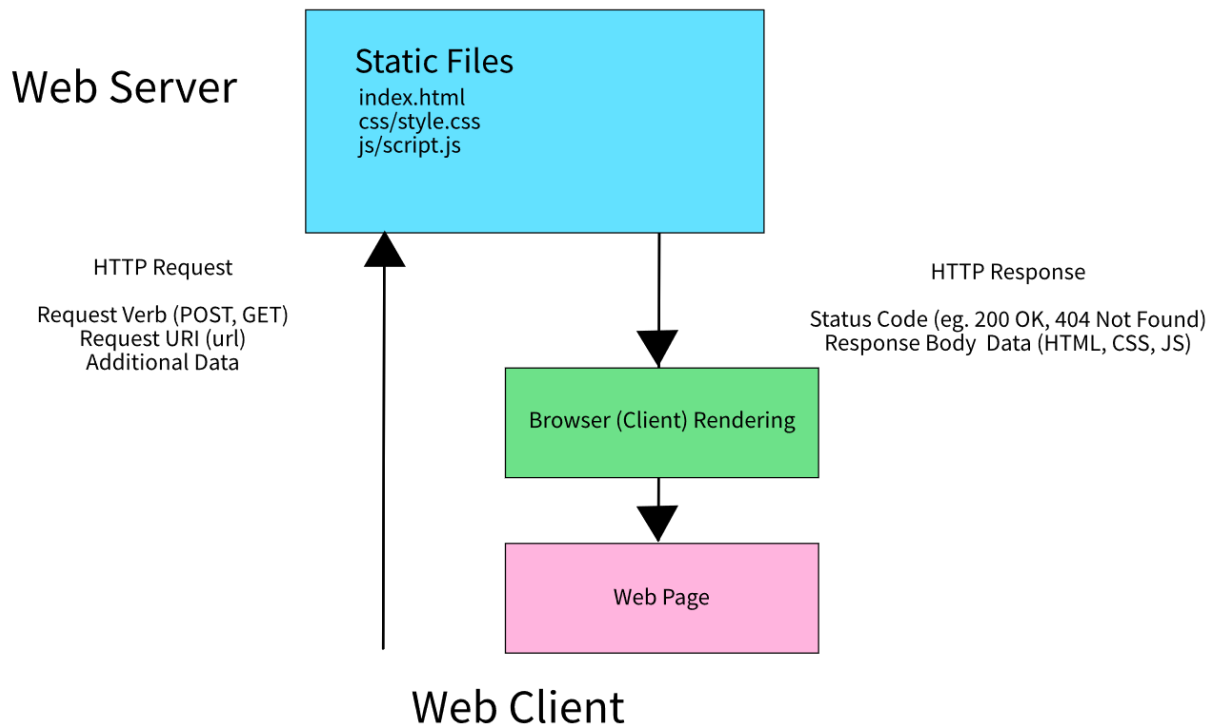 Web Server
Static Files
index.html
css/style.css
js/script.js
HTTP Request
Request Verb (POST, GET)
Request URI (url)
Additional Data
HTTP Response
Status Code (eg. 200 OK, 404 Not Found)
Response Body  Data (HTML, CSS, JS)
Browser (Client) Rendering
Web Page
Web Client